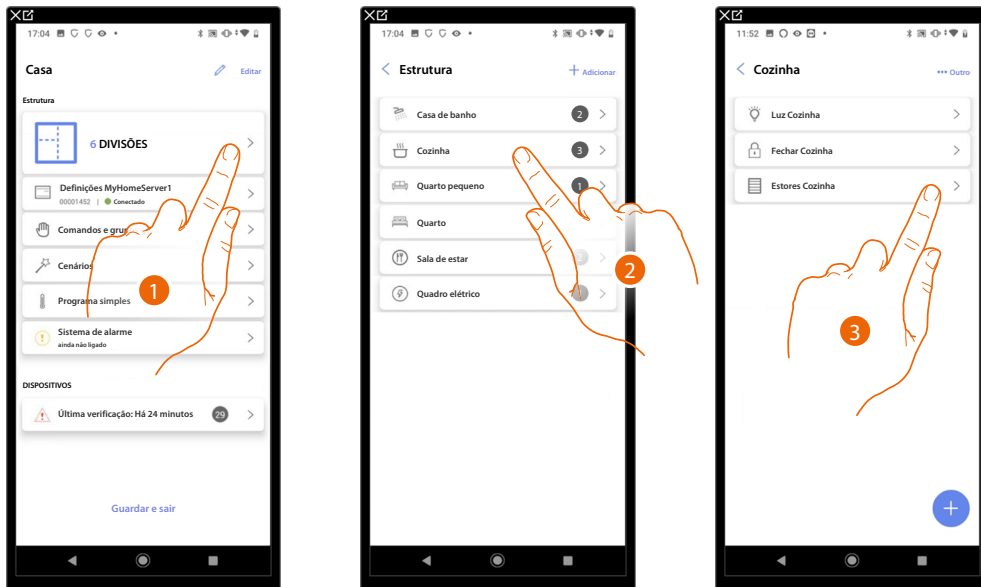 17:04
Casa
Editar
Estrutura
6 DIVISÕES
Definições MyHomeServer1
00001452 | Conectado
Comandos e gru
Cenários
Programa simples
Sistema de alarme
ainda não ligado
DISPOSITIVOS
Última verificação: Há 24 minutos 29
Guardar e sair
1
17:04
Estrutura
+ Adicionar
Casa de banho 2
Cozinha 3
Quarto pequeno 1
Quarto
Sala de estar
Quadro elétrico
2
11:52
Cozinha
••• Outro
Luz Cozinha
Fechar Cozinha
Estores Cozinha
3
+